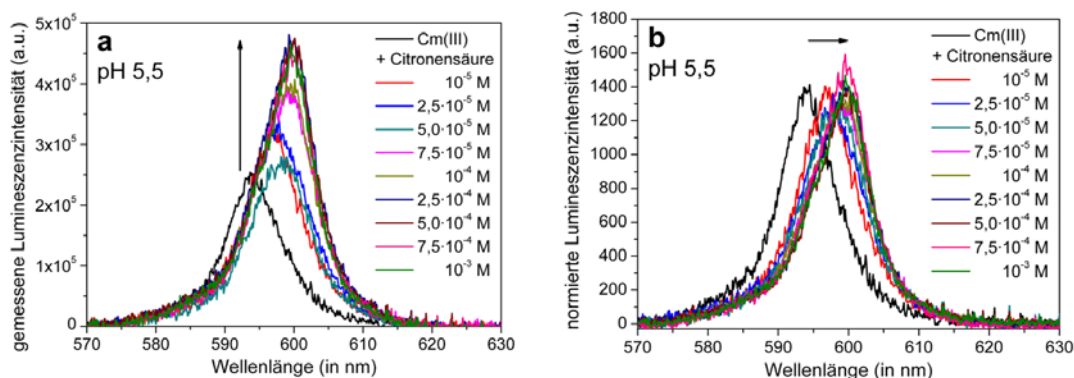 a
pH 5,5
gemessene Lumineszenzintensität (a.u.)
5x10⁵
4x10⁵
3x10⁵
2x10⁵
1x10⁵
0
570 580 590 600 610 620 630
Wellenlänge (in nm)
Cm(III)
+ Citronensäure
10⁻⁵ M
2,5·10⁻⁵ M
5,0·10⁻⁵ M
7,5·10⁻⁵ M
10⁻⁴ M
2,5·10⁻⁴ M
5,0·10⁻⁴ M
7,5·10⁻⁴ M
10⁻³ M
b
pH 5,5
normierte Lumineszenzintensität (a.u.)
1800
1600
1400
1200
1000
800
600
400
200
0
570 580 590 600 610 620 630
Wellenlänge (in nm)
Cm(III)
+ Citronensäure
10⁻⁵ M
2,5·10⁻⁵ M
5,0·10⁻⁵ M
7,5·10⁻⁵ M
10⁻⁴ M
2,5·10⁻⁴ M
5,0·10⁻⁴ M
7,5·10⁻⁴ M
10⁻³ M